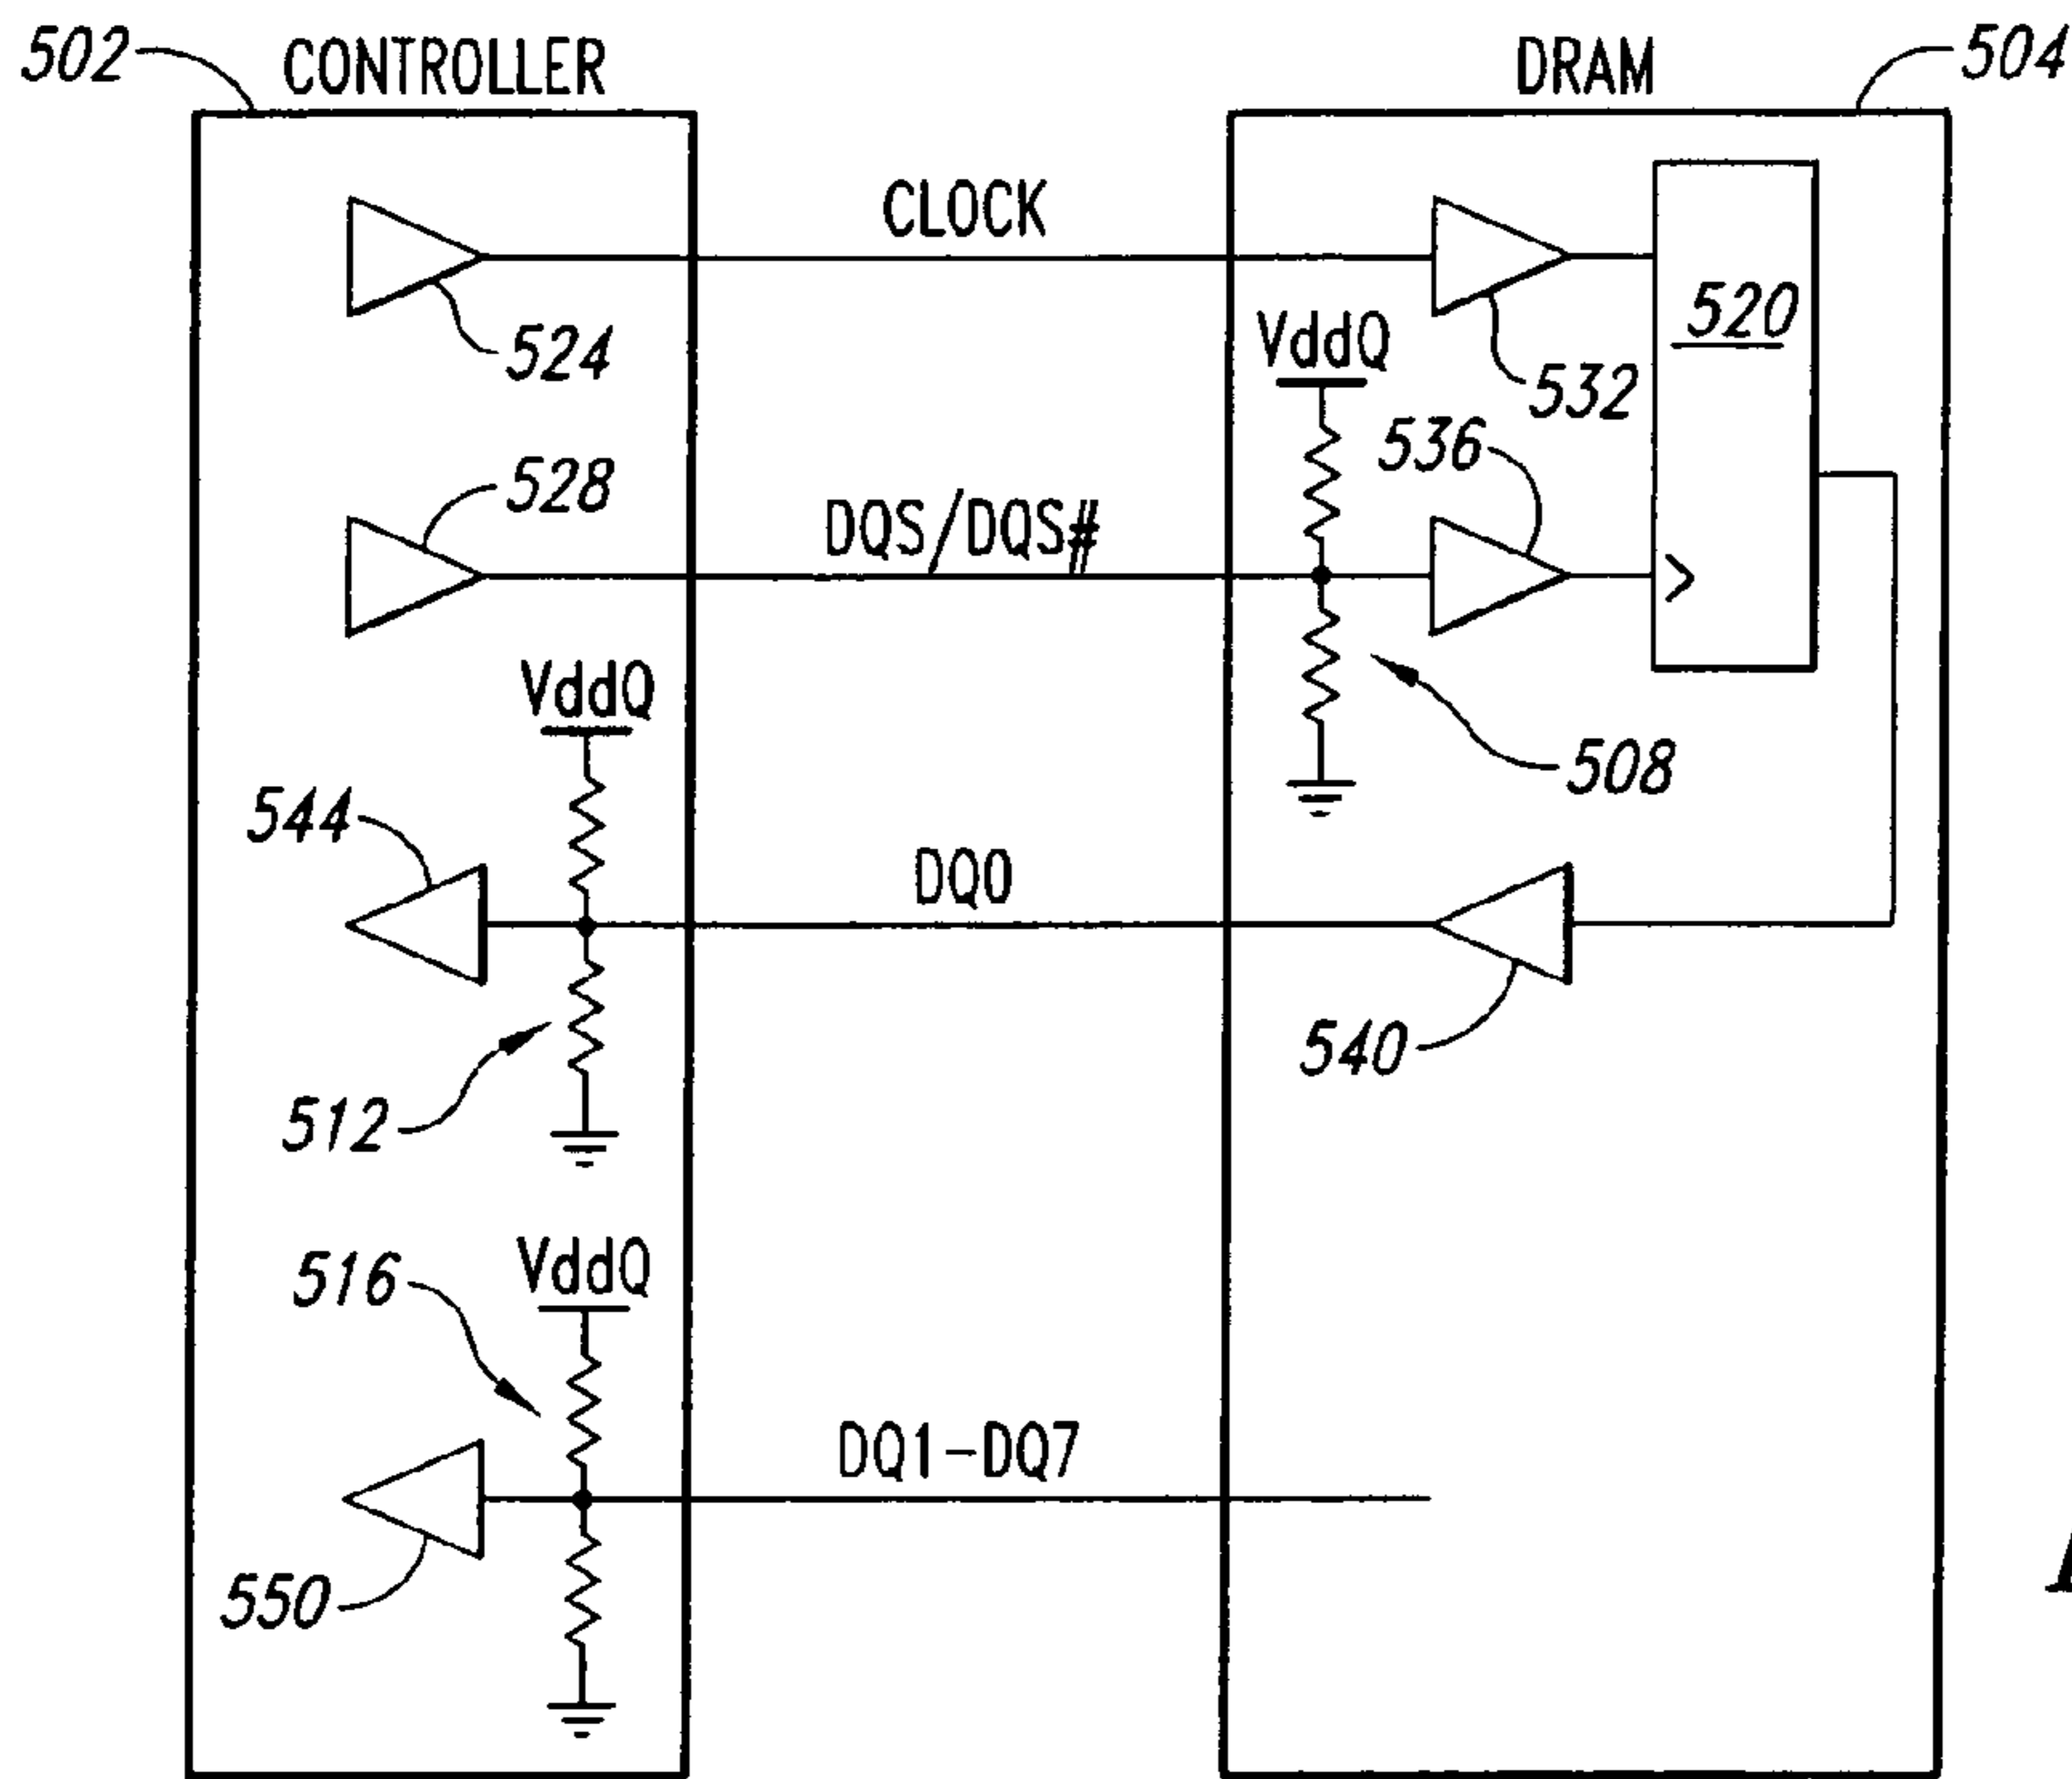 502
CONTROLLER
DRAM
504
CLOCK
524
532
520
VddQ
528
536
DQS/DQS#
508
VddQ
544
DQ0
540
512
516
VddQ
DQ1-DQ7
550